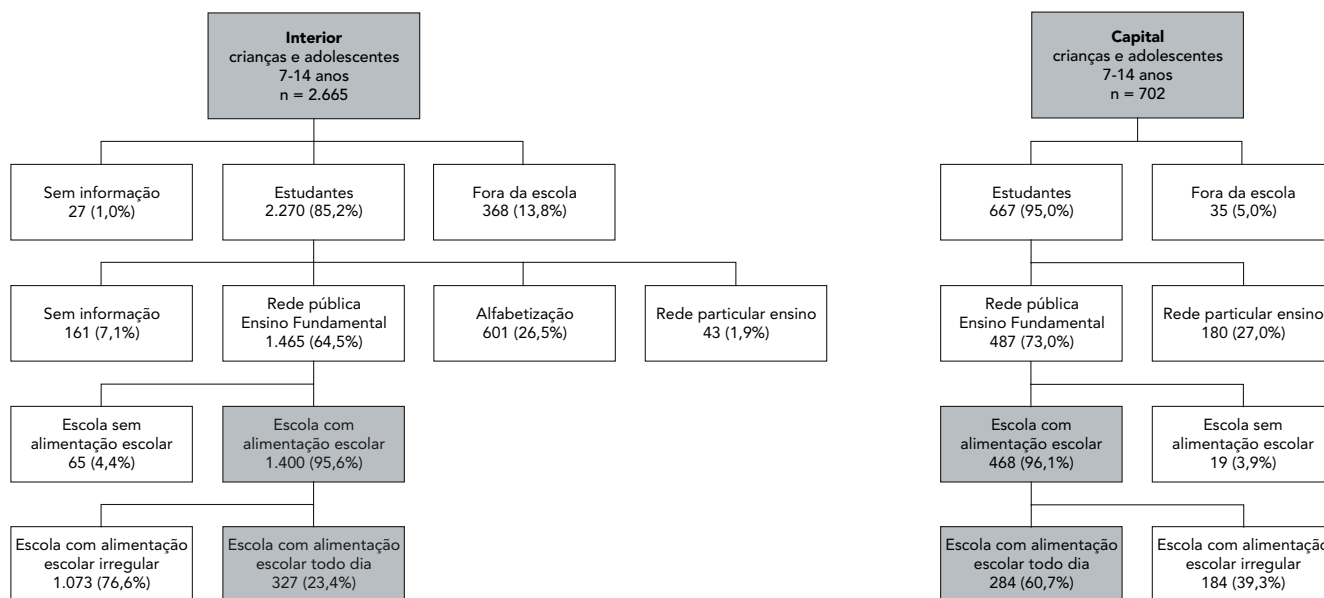 Interior
crianças e adolescentes
7-14 anos
n = 2.665
Sem informação
27 (1,0%)
Estudantes
2.270 (85,2%)
Fora da escola
368 (13,8%)
Sem informação
161 (7,1%)
Rede pública
Ensino Fundamental
1.465 (64,5%)
Alfabetização
601 (26,5%)
Rede particular ensino
43 (1,9%)
Escola sem
alimentação escolar
65 (4,4%)
Escola com
alimentação escolar
1.400 (95,6%)
Escola com alimentação
escolar irregular
1.073 (76,6%)
Escola com alimentação
escolar todo dia
327 (23,4%)
Capital
crianças e adolescentes
7-14 anos
n = 702
Estudantes
667 (95,0%)
Fora da escola
35 (5,0%)
Rede pública
Ensino Fundamental
487 (73,0%)
Rede particular ensino
180 (27,0%)
Escola com
alimentação escolar
468 (96,1%)
Escola sem
alimentação escolar
19 (3,9%)
Escola com alimentação
escolar todo dia
284 (60,7%)
Escola com alimentação
escolar irregular
184 (39,3%)